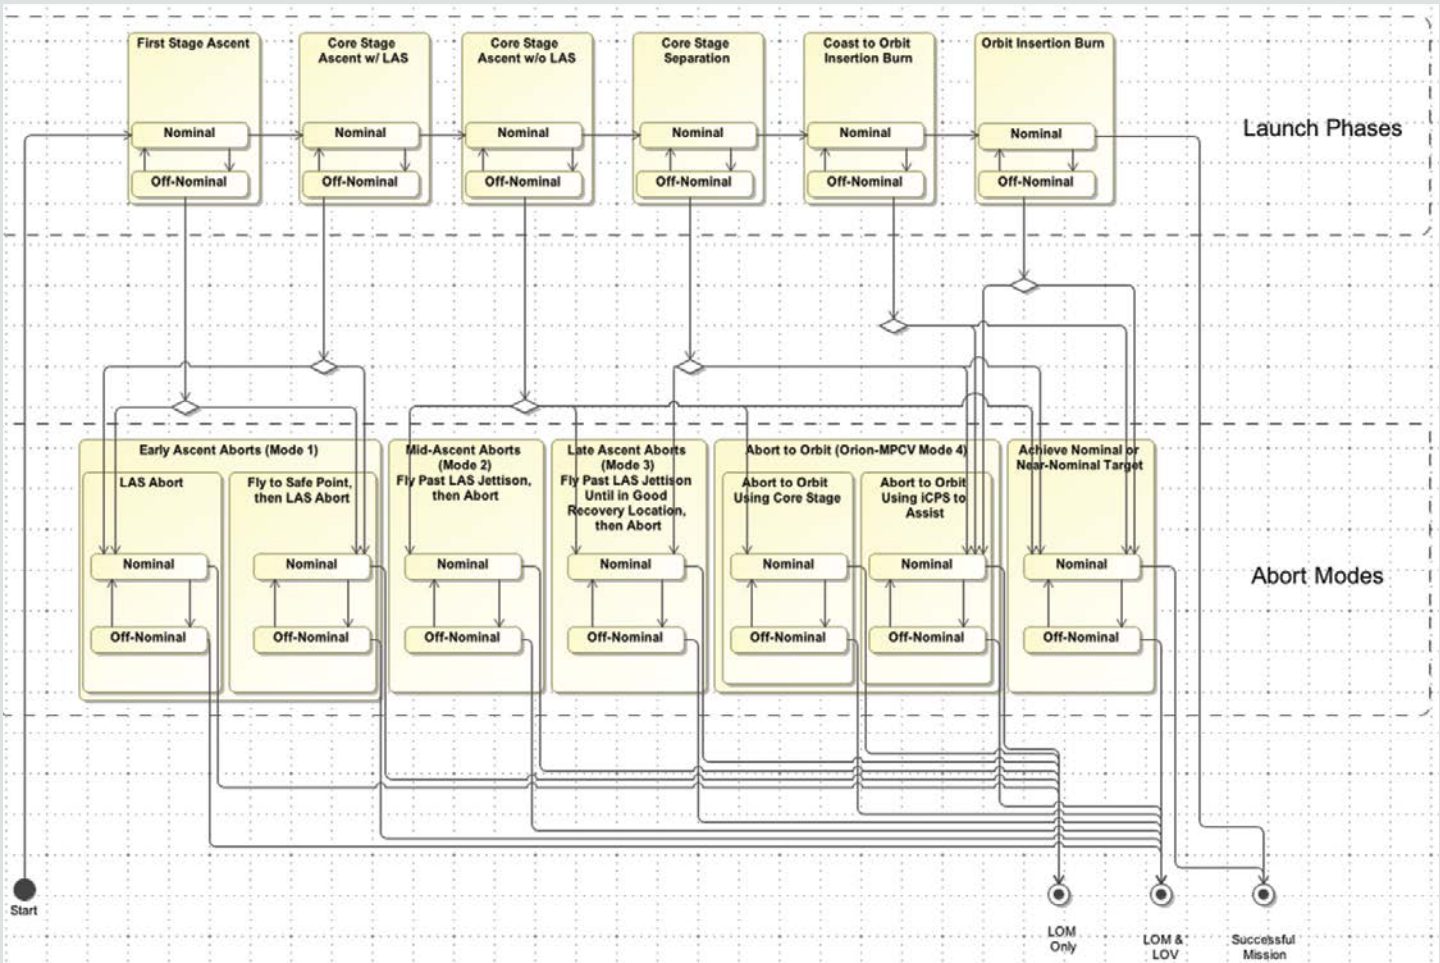 First Stage Ascent
Core Stage
Ascent w/ LAS
Core Stage
Ascent w/o LAS
Core Stage
Separation
Coast to Orbit
Insertion Burn
Orbit Insertion Burn
Nominal
Nominal
Nominal
Nominal
Nominal
Nominal
Launch Phases
Off-Nominal
Off-Nominal
Off-Nominal
Off-Nominal
Off-Nominal
Off-Nominal
Early Ascent Aborts (Mode 1)
LAS Abort
Fly to Safe Point,
then LAS Abort
Mid-Ascent Aborts
(Mode 2)
Fly Past LAS Jettison,
then Abort
Late Ascent Aborts
(Mode 3)
Fly Past LAS Jettison
Until in Good
Recovery Location,
then Abort
Abort to Orbit (Orion-MPCV Mode 4)
Abort to Orbit
Using Core Stage
Abort to Orbit
Using iCPS to
Assist
Achieve Nominal or
Near-Nominal Target
Nominal
Nominal
Nominal
Nominal
Nominal
Nominal
Nominal
Abort Modes
Off-Nominal
Off-Nominal
Off-Nominal
Off-Nominal
Off-Nominal
Off-Nominal
Off-Nominal
Start
LOM
Only
LOM &
LOV
Successful
Mission